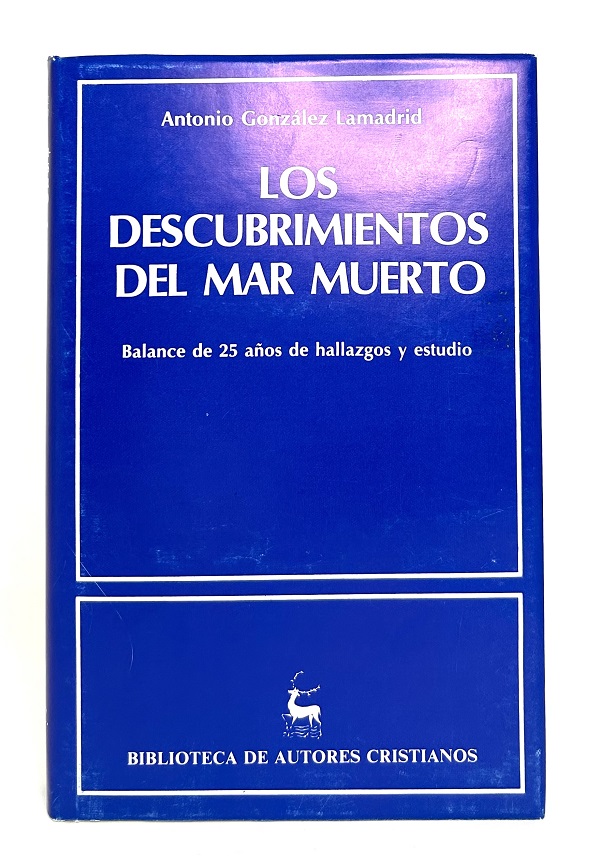 Antonio González Lamadrid
LOS
DESCUBRIMIENTOS
DEL MAR MUERTO
Balance de 25 años de hallazgos y estudio
BIBLIOTECA DE AUTORES CRISTIANOS